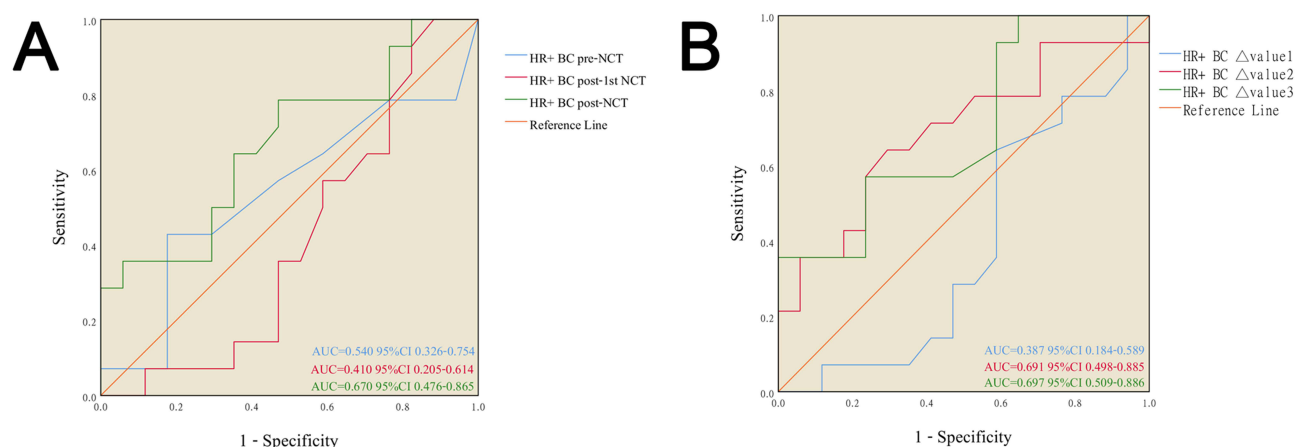 A
1.0
0.8
0.6
0.4
0.2
0.0
Sensitivity
0.0
0.2
0.4
0.6
0.8
1.0
1 - Specificity
AUC=0.540 95%CI 0.326-0.754
AUC=0.410 95%CI 0.205-0.614
AUC=0.670 95%CI 0.476-0.865
HR+ BC pre-NCT
HR+ BC post-1st NCT
HR+ BC post-NCT
Reference Line
B
1.0
0.8
0.6
0.4
0.2
0.0
Sensitivity
0.0
0.2
0.4
0.6
0.8
1.0
1 - Specificity
AUC=0.387 95%CI 0.184-0.589
AUC=0.691 95%CI 0.498-0.885
AUC=0.697 95%CI 0.509-0.886
HR+ BC △value1
HR+ BC △value2
HR+ BC △value3
Reference Line